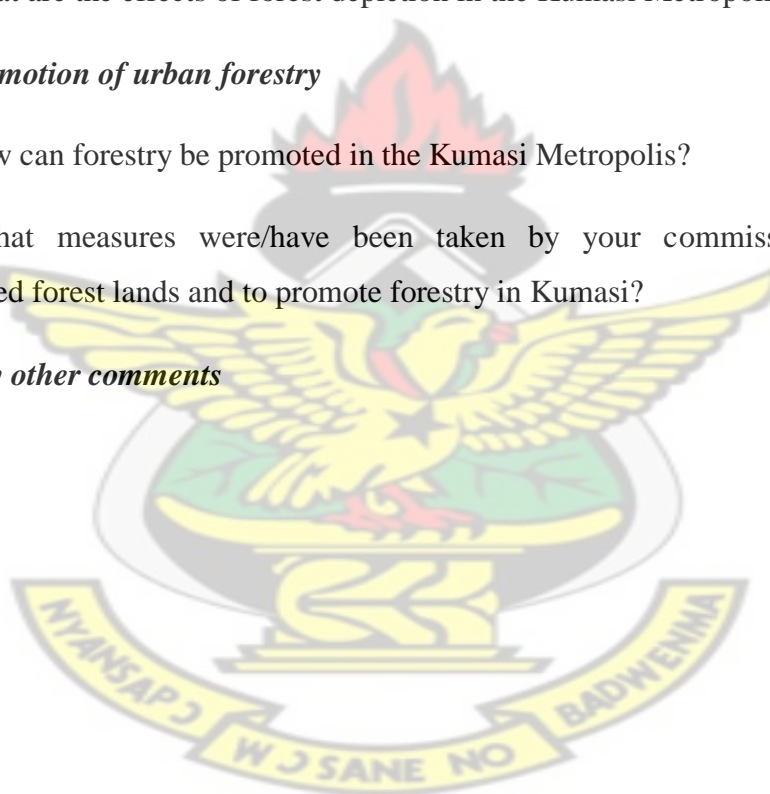 at are the effects of forest depletion in the Kumasi Metropoli
motion of urban forestry
w can forestry be promoted in the Kumasi Metropolis?
hat measures were/have been taken by your commiss
ed forest lands and to promote forestry in Kumasi?
other comments
NYANSAPƆ WƆSANE NO BADWENMA